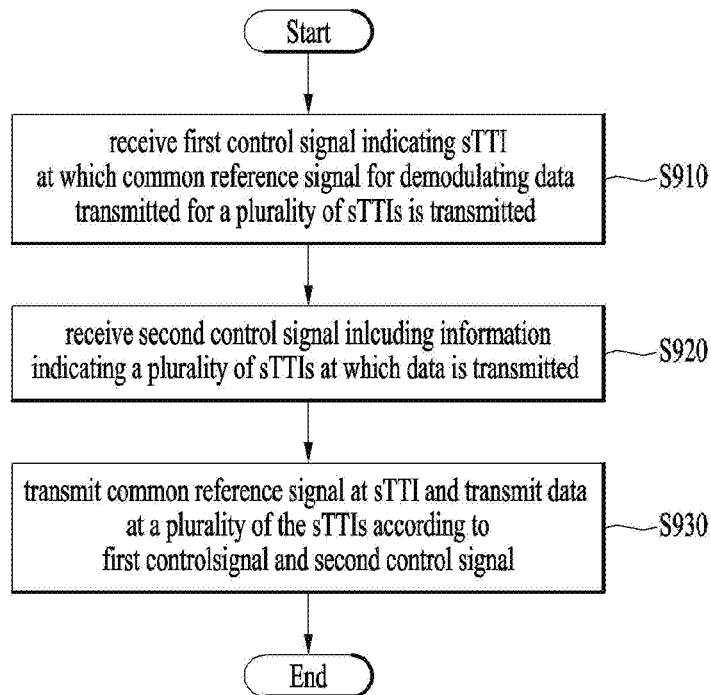 Start
receive first control signal indicating sTTI
at which common reference signal for demodulating data
transmitted for a plurality of sTTIs is transmitted
S910
receive second control signal inlcuding information
indicating a plurality of sTTIs at which data is transmitted
S920
transmit common reference signal at sTTI and transmit data
at a plurality of the sTTIs according to
first controlsignal and second control signal
S930
End